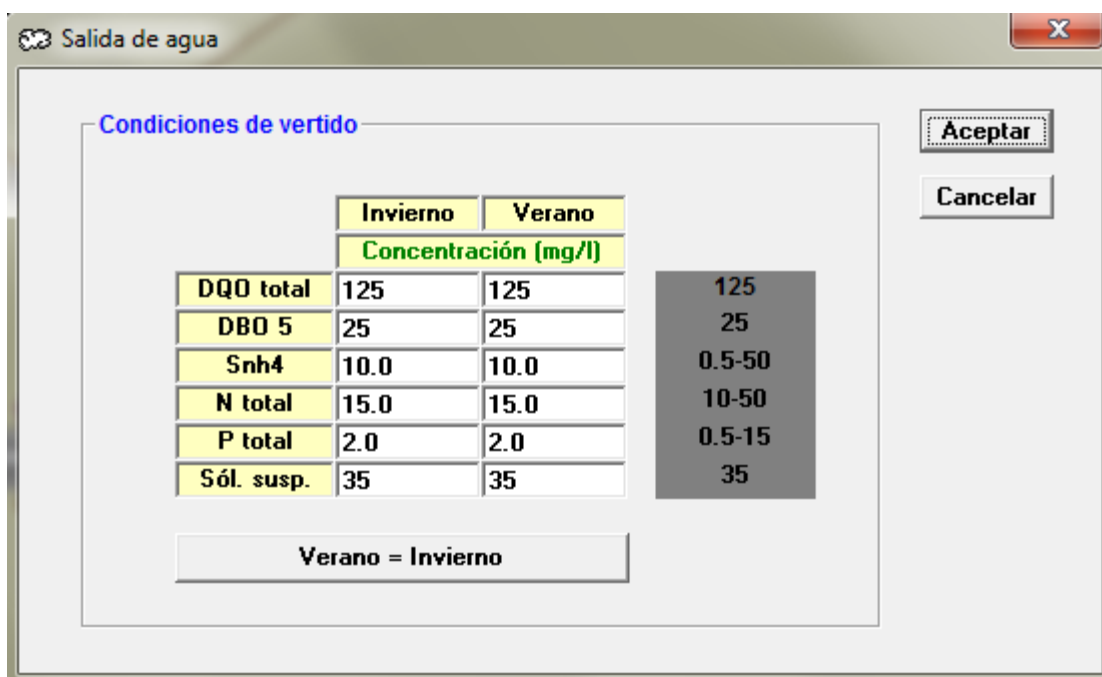 Salida de agua
Condiciones de vertido
Aceptar
Cancelar
Invierno Verano
Concentración (mg/l)
DQO total 125 125 125
DBO 5 25 25 25
Snh4 10.0 10.0 0.5-50
N total 15.0 15.0 10-50
P total 2.0 2.0 0.5-15
Sól. susp. 35 35 35
Verano = Invierno